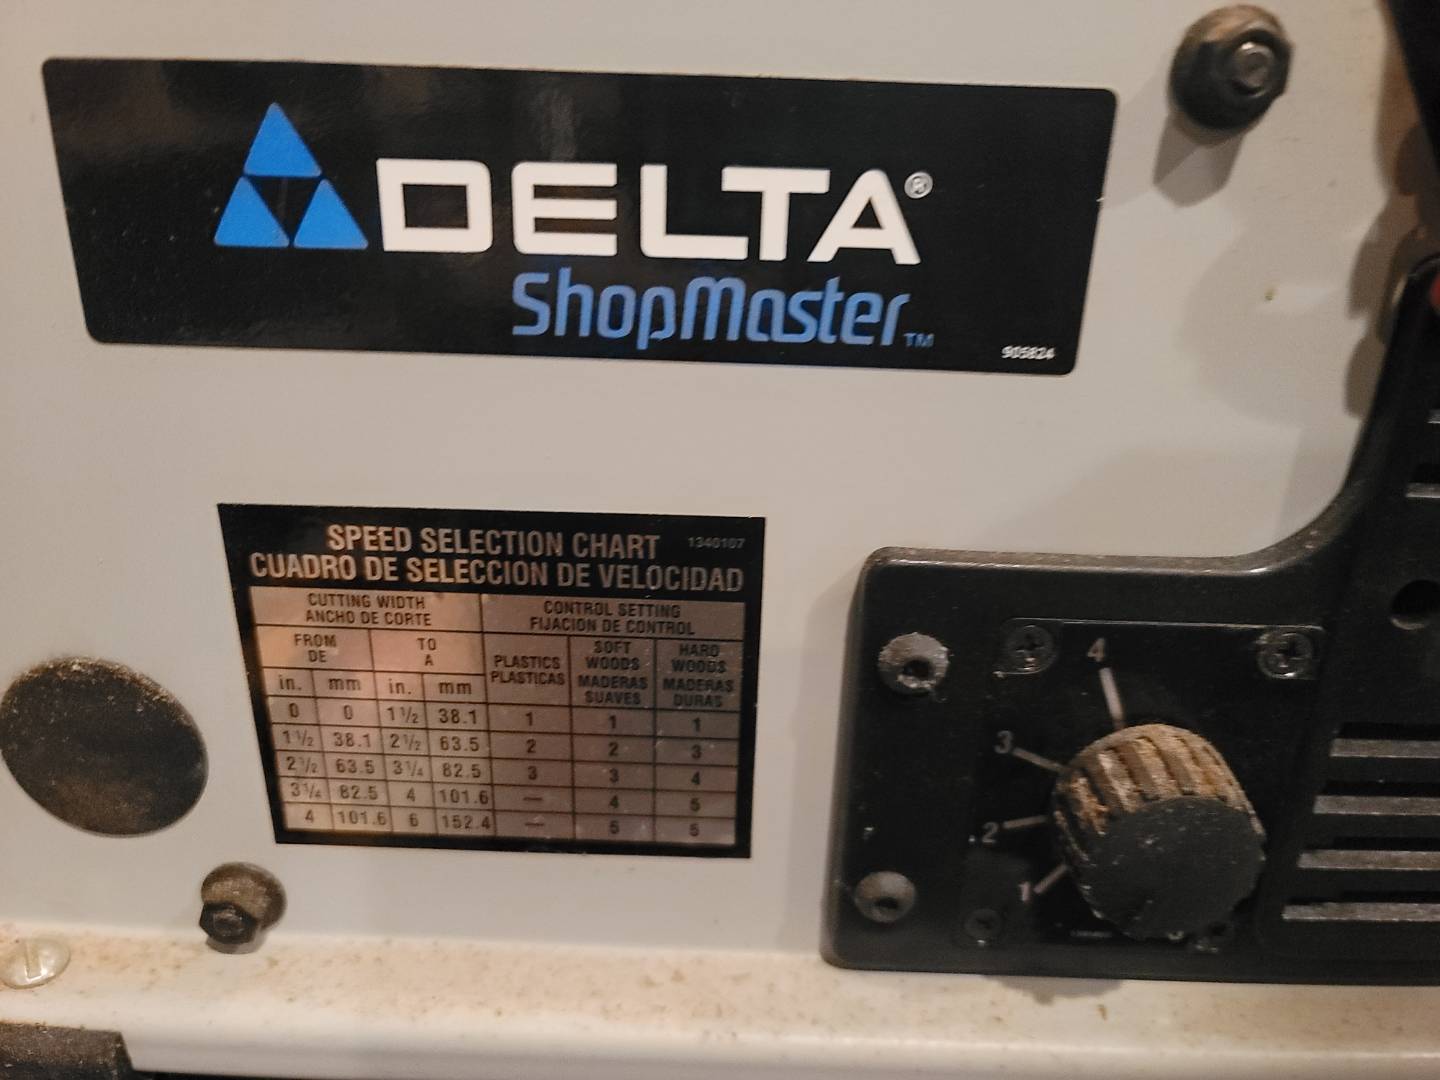 DELTA®
ShopMaster™
905824
SPEED SELECTION CHART 1340107
CUADRO DE SELECCION DE VELOCIDAD
CUTTING WIDTH
ANCHO DE CORTE
CONTROL SETTING
FIJACION DE CONTROL
FROM
DE
TO
A
PLASTICS
PLASTICAS
SOFT
WOODS
MADERAS
SUAVES
HARD
WOODS
MADERAS
DURAS
in. mm in. mm
0 0 1½ 38.1 1 1 1
1½ 38.1 2½ 63.5 2 2 3
2½ 63.5 3¼ 82.5 3 3 4
3¼ 82.5 4 101.6 — 4 5
4 101.6 6 152.4 — 5 5
4
3
2
1